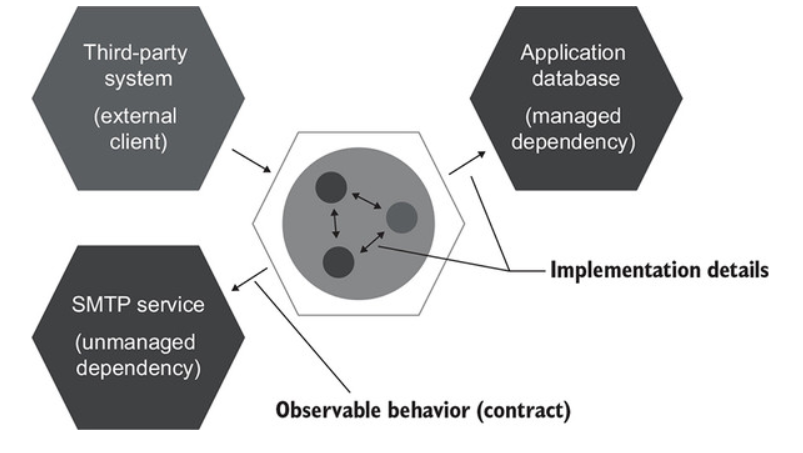 Third-party
system
(external
client)
Application
database
(managed
dependency)
Implementation details
SMTP service
(unmanaged
dependency)
Observable behavior (contract)